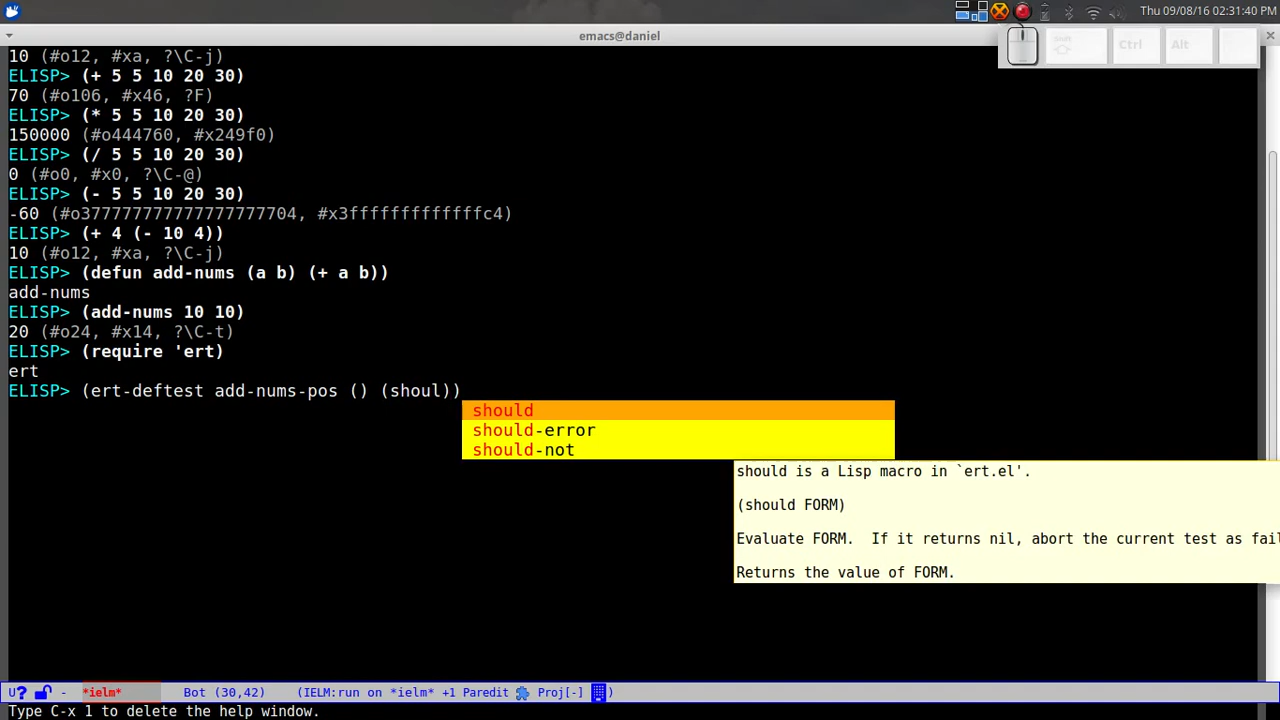 Thu 09/08/16 02:31:40 PM
emacs@daniel
Shift
Ctrl
Alt
10 (#o12, #xa, ?\C-j)
ELISP> (+ 5 5 10 20 30)
70 (#o106, #x46, ?F)
ELISP> (* 5 5 10 20 30)
150000 (#o444760, #x249f0)
ELISP> (/ 5 5 10 20 30)
0 (#o0, #x0, ?\C-@)
ELISP> (- 5 5 10 20 30)
-60 (#o37777777777777777777704, #x3fffffffffffffc4)
ELISP> (+ 4 (- 10 4))
10 (#o12, #xa, ?\C-j)
ELISP> (defun add-nums (a b) (+ a b))
add-nums
ELISP> (add-nums 10 10)
20 (#o24, #x14, ?\C-t)
ELISP> (require 'ert)
ert
ELISP> (ert-deftest add-nums-pos () (shoul))
should
should-error
should-not
should is a Lisp macro in `ert.el'.
(should FORM)
Evaluate FORM.  If it returns nil, abort the current test as fail
Returns the value of FORM.
U? - *ielm* Bot (30,42) (IELM:run on *ielm* +1 Paredit Proj[-] )
Type C-x 1 to delete the help window.